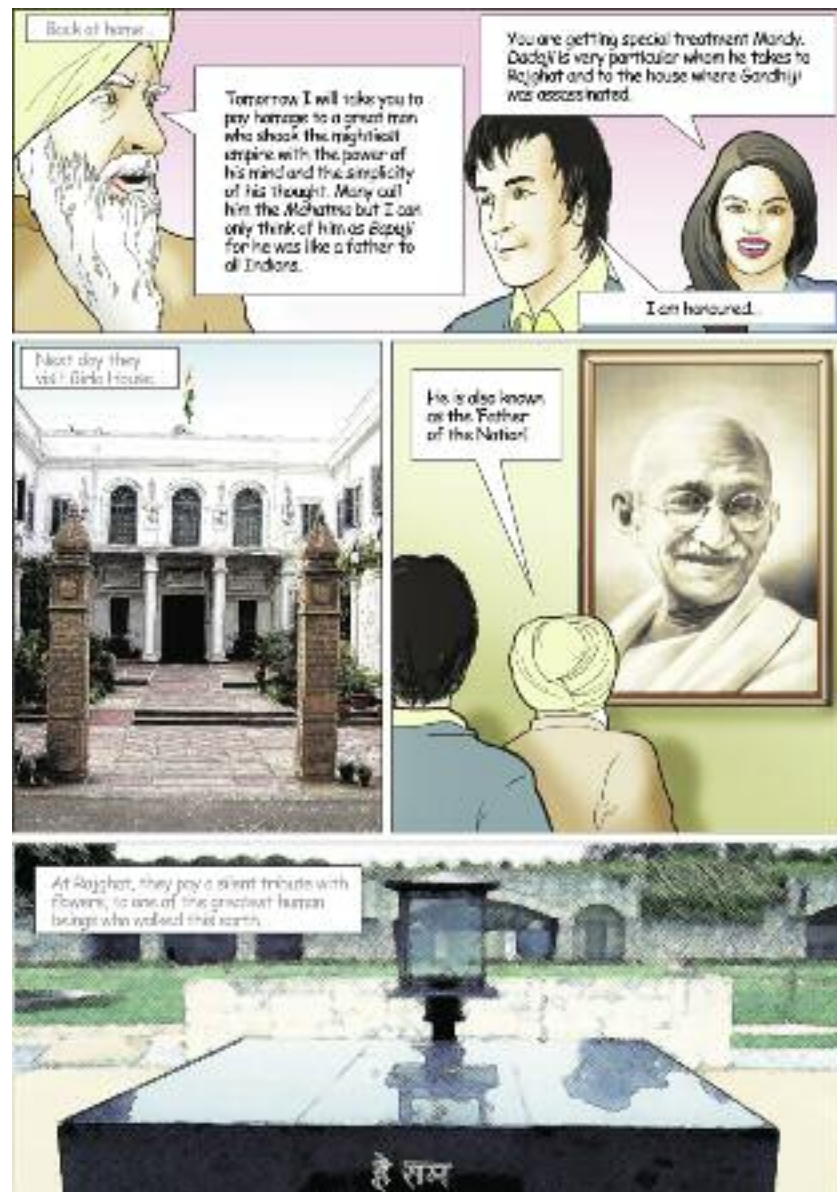 Back at home...
Tomorrow I will take you to
pay homage to a great man
who shook the mightiest
empire with the power of
his mind and the simplicity
of his thought. Many call
him the Mahatma but I can
only think of him as Bapuji
for he was like a father to
all Indians.
You are getting special treatment Mandy.
Dadaji is very particular whom he takes to
Rajghat and to the house where Gandhiji
was assassinated.
I am honoured...
Next day they
visit Birla House...
He is also known
as the 'Father
of the Nation'
At Rajghat, they pay a silent tribute with
flowers, to one of the greatest human
beings who walked this earth...
हे राम